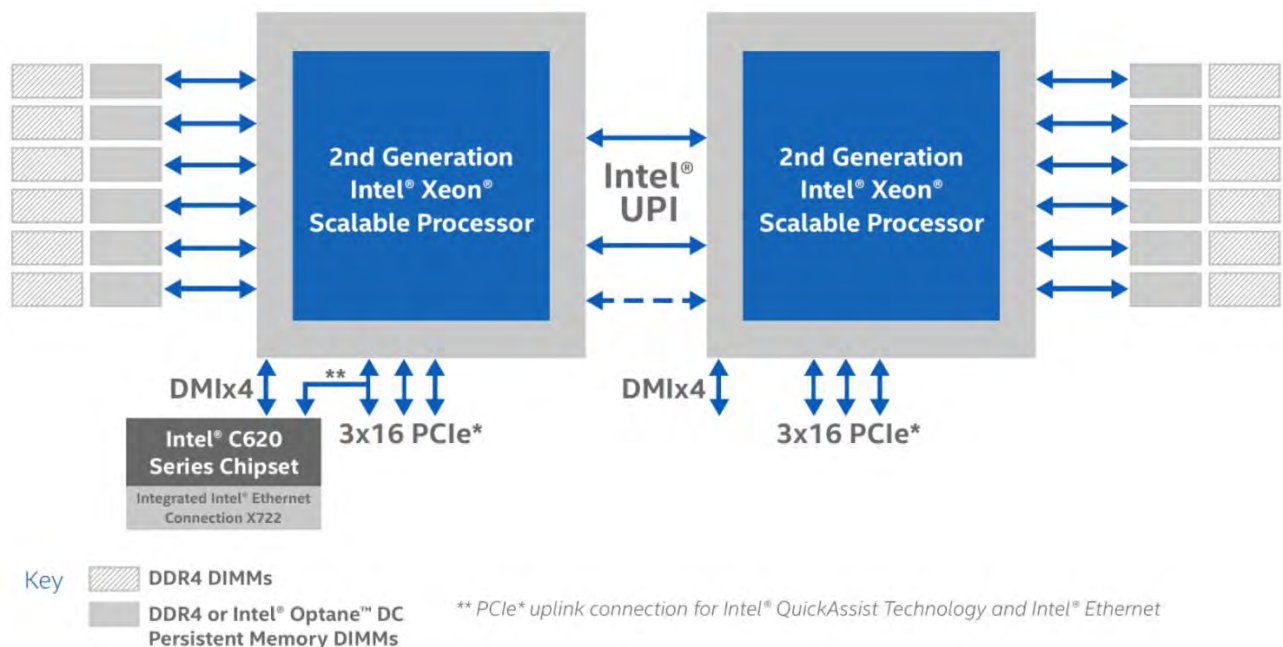 2nd Generation
Intel® Xeon®
Scalable Processor
Intel®
UPI
2nd Generation
Intel® Xeon®
Scalable Processor
DMIx4
**
3x16 PCIe*
DMIx4
3x16 PCIe*
Intel® C620
Series Chipset
Integrated Intel® Ethernet
Connection X722
Key
DDR4 DIMMs
DDR4 or Intel® Optane™ DC
Persistent Memory DIMMs
** PCIe* uplink connection for Intel® QuickAssist Technology and Intel® Ethernet